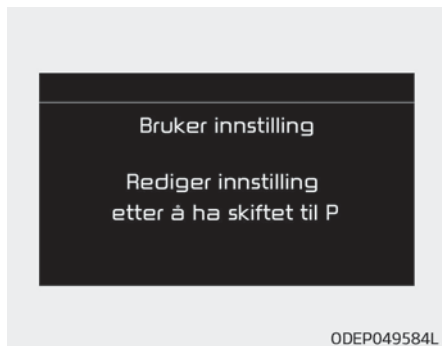 Bruker innstilling
Rediger innstilling
etter å ha skiftet til P
ODEP049584L